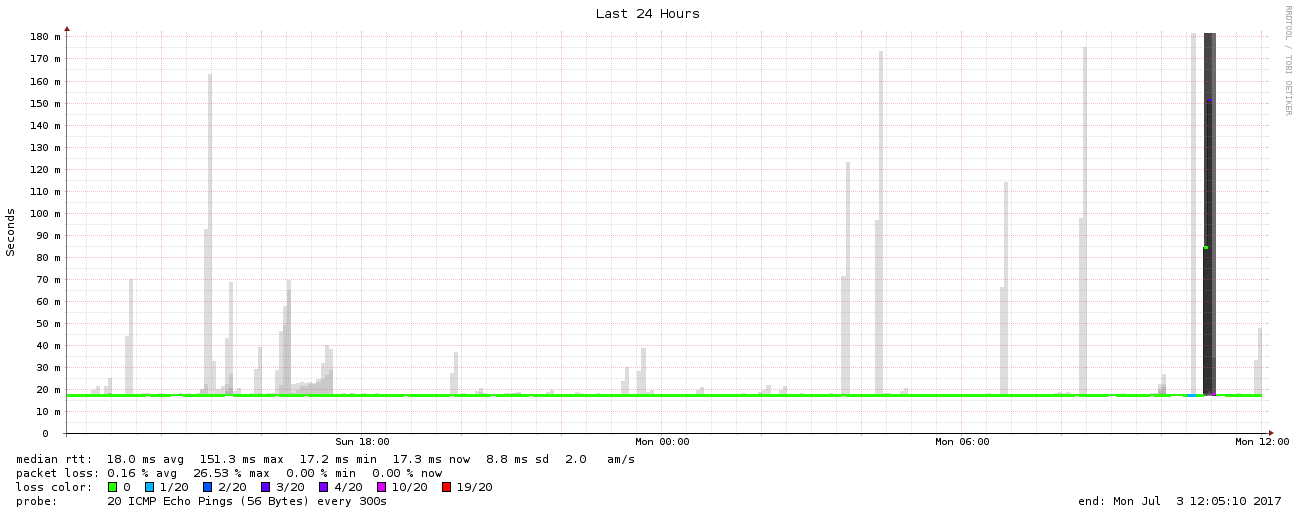 Last 24 Hours
RRDTOOL / TOBI OETIKER
Seconds
180 m
170 m
160 m
150 m
140 m
130 m
120 m
110 m
100 m
90 m
80 m
70 m
60 m
50 m
40 m
30 m
20 m
10 m
0
Sun 18:00 Mon 00:00 Mon 06:00 Mon 12:00
median rtt: 18.0 ms avg 151.3 ms max 17.2 ms min 17.3 ms now 8.8 ms sd 2.0 am/s
packet loss: 0.16 % avg 26.53 % max 0.00 % min 0.00 % now
loss color: 0 1/20 2/20 3/20 4/20 10/20 19/20
probe: 20 ICMP Echo Pings (56 Bytes) every 300s end: Mon Jul 3 12:05:10 2017